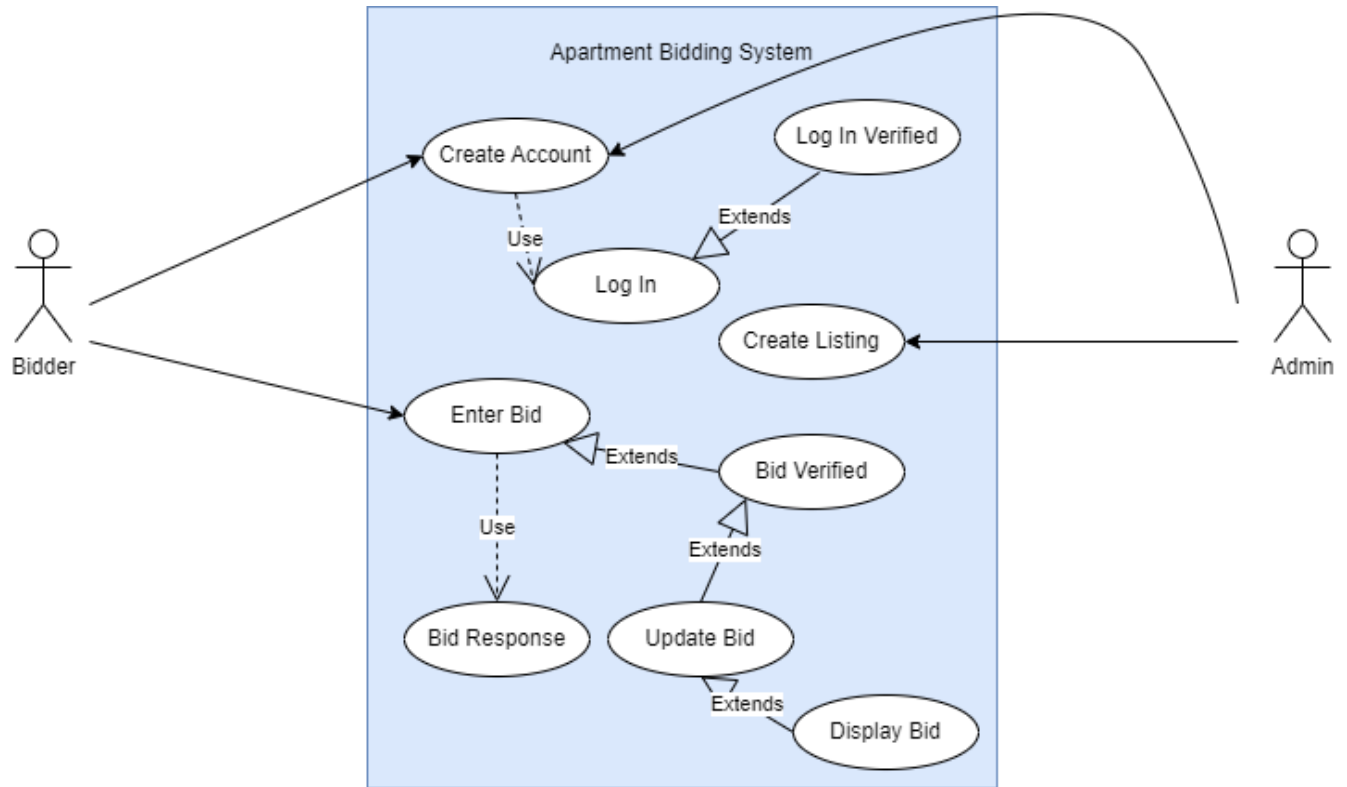 Apartment Bidding System
Log In Verified
Create Account
Extends
Use
Log In
Create Listing
Bidder
Admin
Enter Bid
Extends
Bid Verified
Use
Extends
Bid Response
Update Bid
Extends
Display Bid